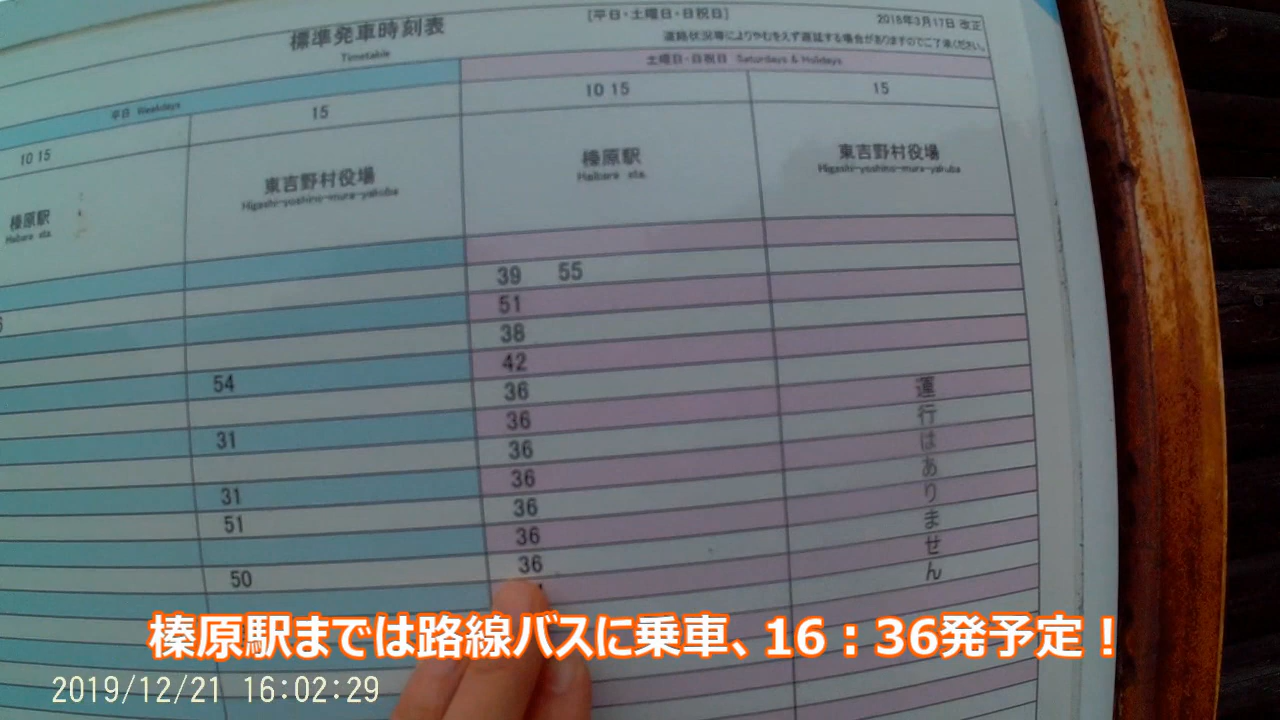 標準発車時刻表
Timetable
[平日・土曜日・日祝日]
2018年3月17日 改正
道路状況等によりやむをえず遅延する場合がありますのでご了承ください。
平日 Weekdays
土曜日・日祝日 Saturdays & Holidays
10 15
15
10 15
15
榛原駅
Haibara sta.
東吉野村役場
Higashi-yoshino-mura-yakuba
榛原駅
Haibara sta.
東吉野村役場
Higashi-yoshino-mura-yakuba
39 55
51
38
42
54
36
36
31
36
36
31
36
51
36
36
50
運行はありません
榛原駅までは路線バスに乗車、16：36発予定！
2019/12/21 16:02:29